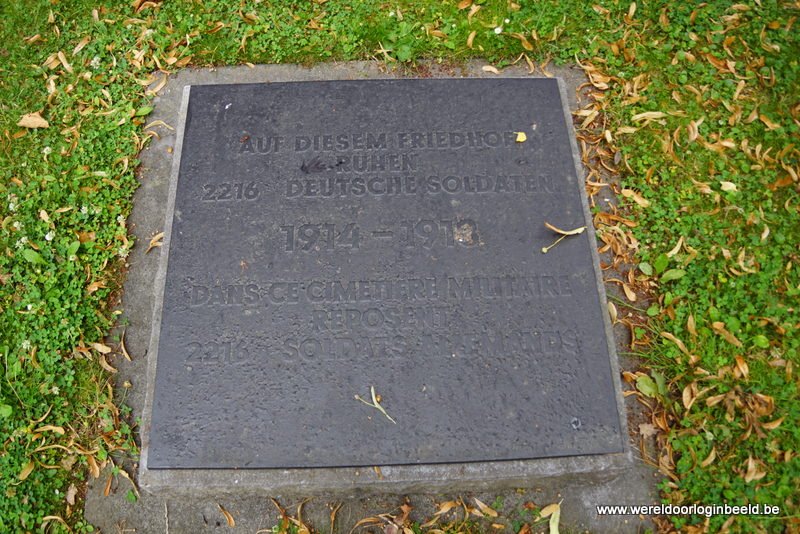 AUF DIESEM FRIEDHOF
RUHEN
2216 DEUTSCHE SOLDATEN
1914 – 1918
DANS CE CIMETIERE MILITAIRE
REPOSENT
2216 SOLDATS ALLEMANDS
www.wereldoorloginbeeld.be